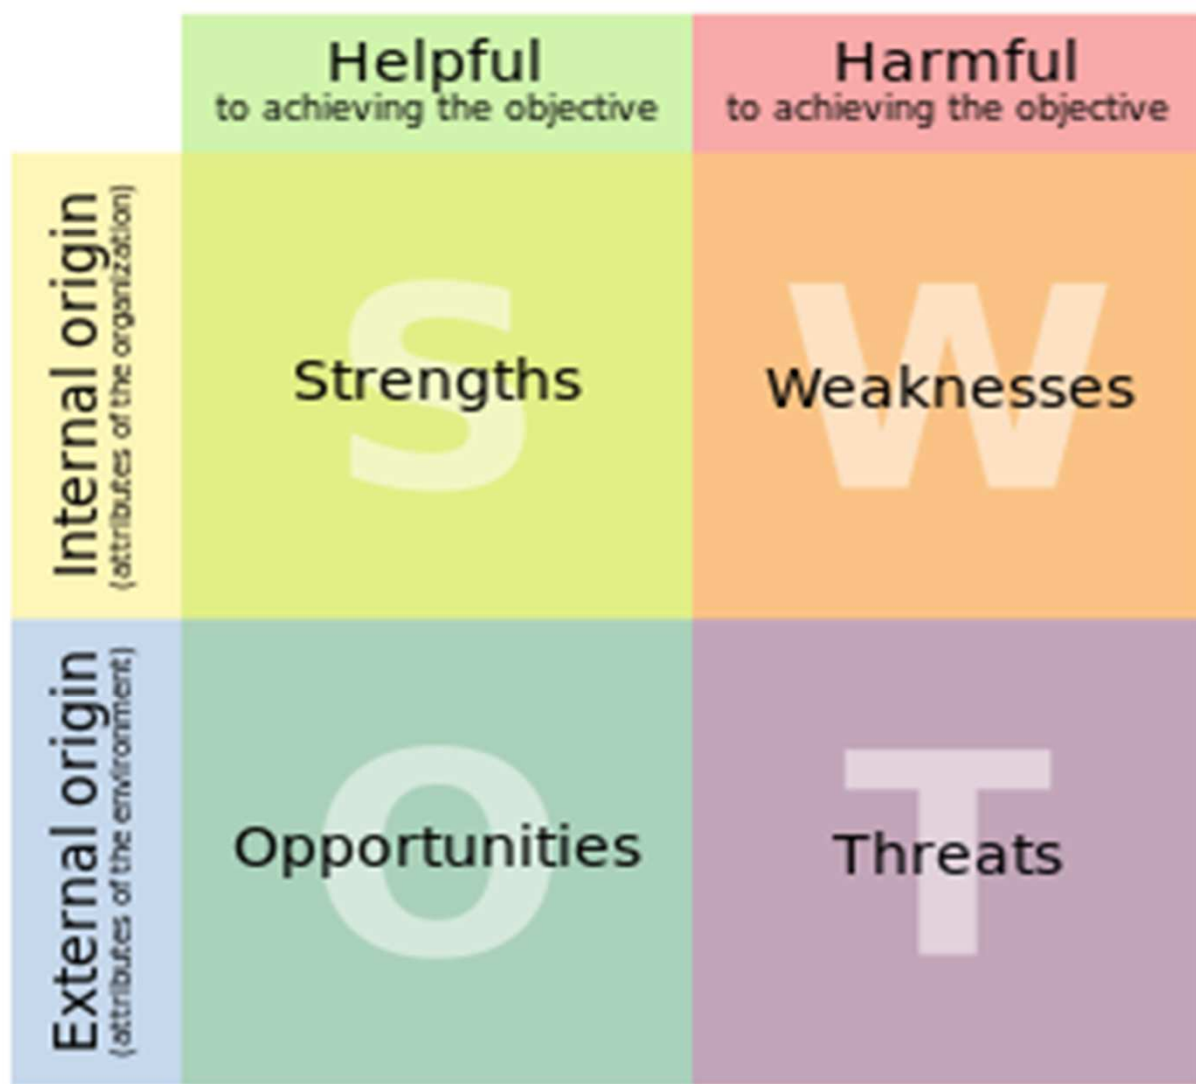 Helpful
to achieving the objective
Harmful
to achieving the objective
Internal origin
(attributes of the organization)
S
Strengths
W
Weaknesses
External origin
(attributes of the environment)
O
Opportunities
T
Threats